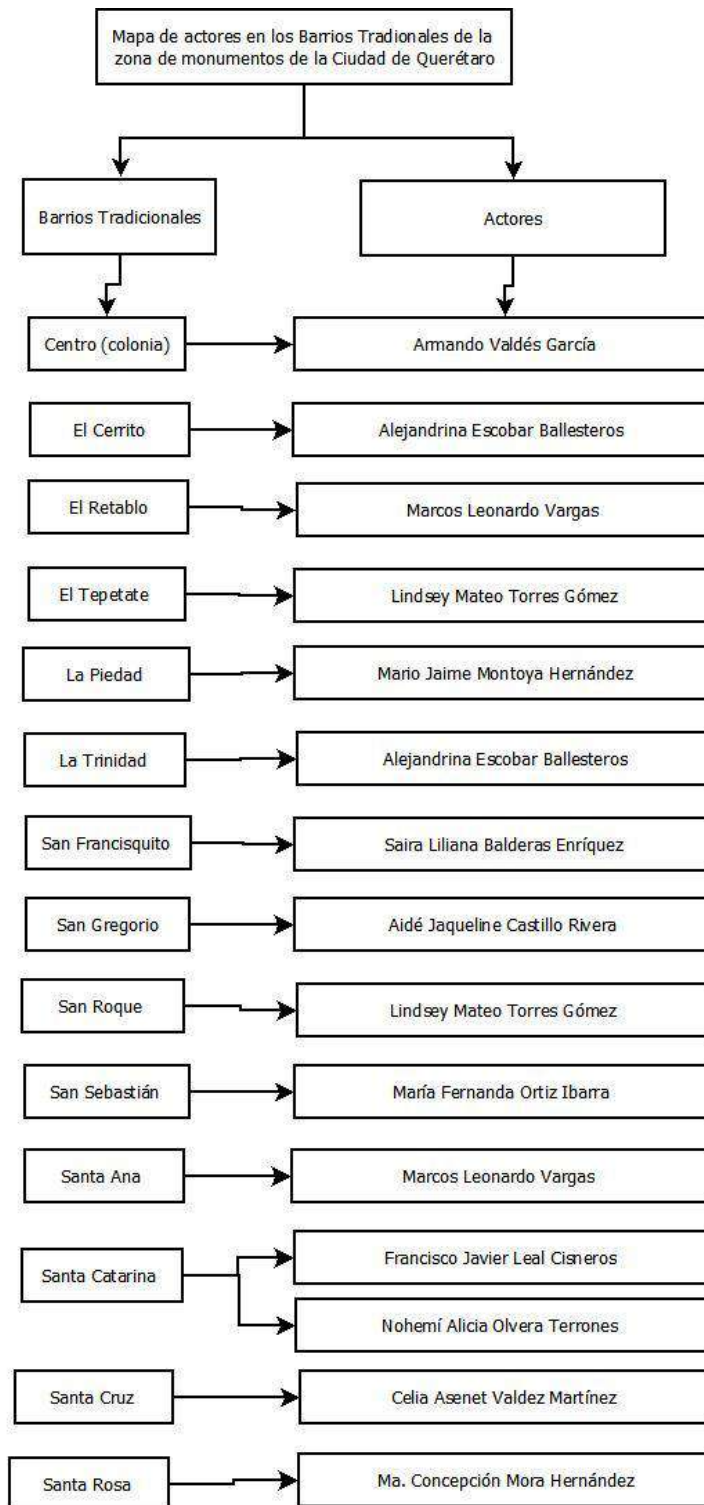 Mapa de actores en los Barrios Tradionales de la
zona de monumentos de la Ciudad de Querétaro
Barrios Tradicionales
Actores
Centro (colonia)
Armando Valdés García
El Cerrito
Alejandrina Escobar Ballesteros
El Retablo
Marcos Leonardo Vargas
El Tepetate
Lindsey Mateo Torres Gómez
La Piedad
Mario Jaime Montoya Hernández
La Trinidad
Alejandrina Escobar Ballesteros
San Francisquito
Saira Liliana Balderas Enríquez
San Gregorio
Aidé Jaqueline Castillo Rivera
San Roque
Lindsey Mateo Torres Gómez
San Sebastián
María Fernanda Ortiz Ibarra
Santa Ana
Marcos Leonardo Vargas
Santa Catarina
Francisco Javier Leal Cisneros
Nohemí Alicia Olvera Terrones
Santa Cruz
Celia Asenet Valdez Martínez
Santa Rosa
Ma. Concepción Mora Hernández